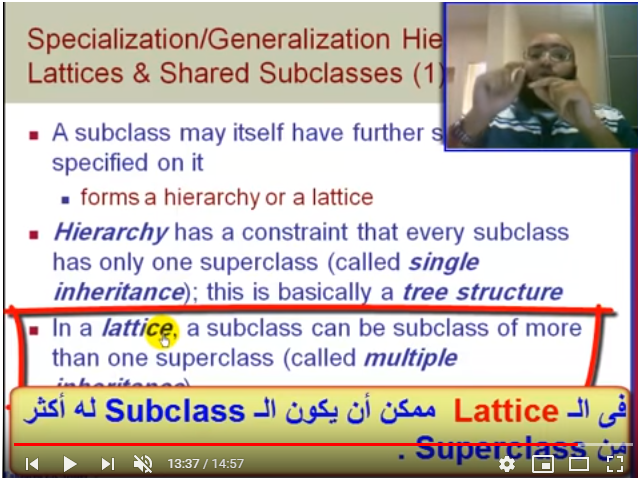 Specialization/Generalization Hie
Lattices & Shared Subclasses (1)
A subclass may itself have further s
specified on it
forms a hierarchy or a lattice
Hierarchy has a constraint that every subclass
has only one superclass (called single
inheritance); this is basically a tree structure
In a lattice, a subclass can be subclass of more
than one superclass (called multiple
inheritance)
فى الـ Lattice ممكن أن يكون الـ Subclass له أكثر
من Superclass .
13:37 / 14:57